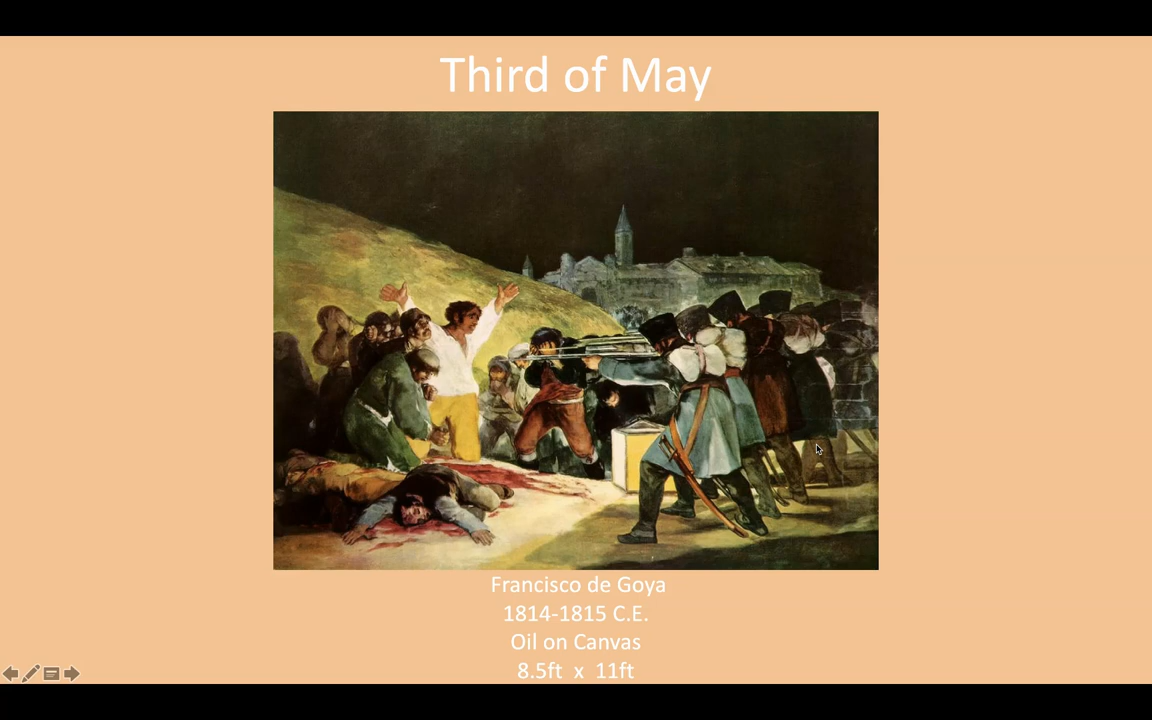 Third of May
Francisco de Goya
1814-1815 C.E.
Oil on Canvas
8.5ft x 11ft